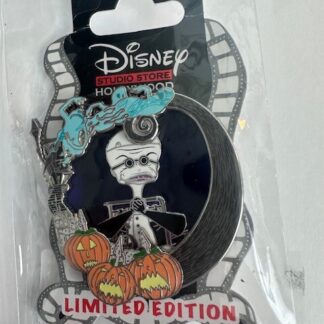 Disney
STUDIO STORE
HOLLYWOOD
LIMITED EDITION